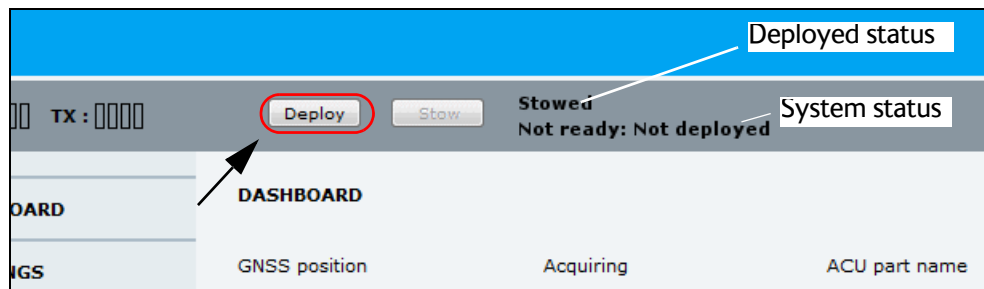 Deployed status
TX : Deploy Stow Stowed
System status
Not ready: Not deployed
OARD
DASHBOARD
NGS
GNSS position Acquiring ACU part name